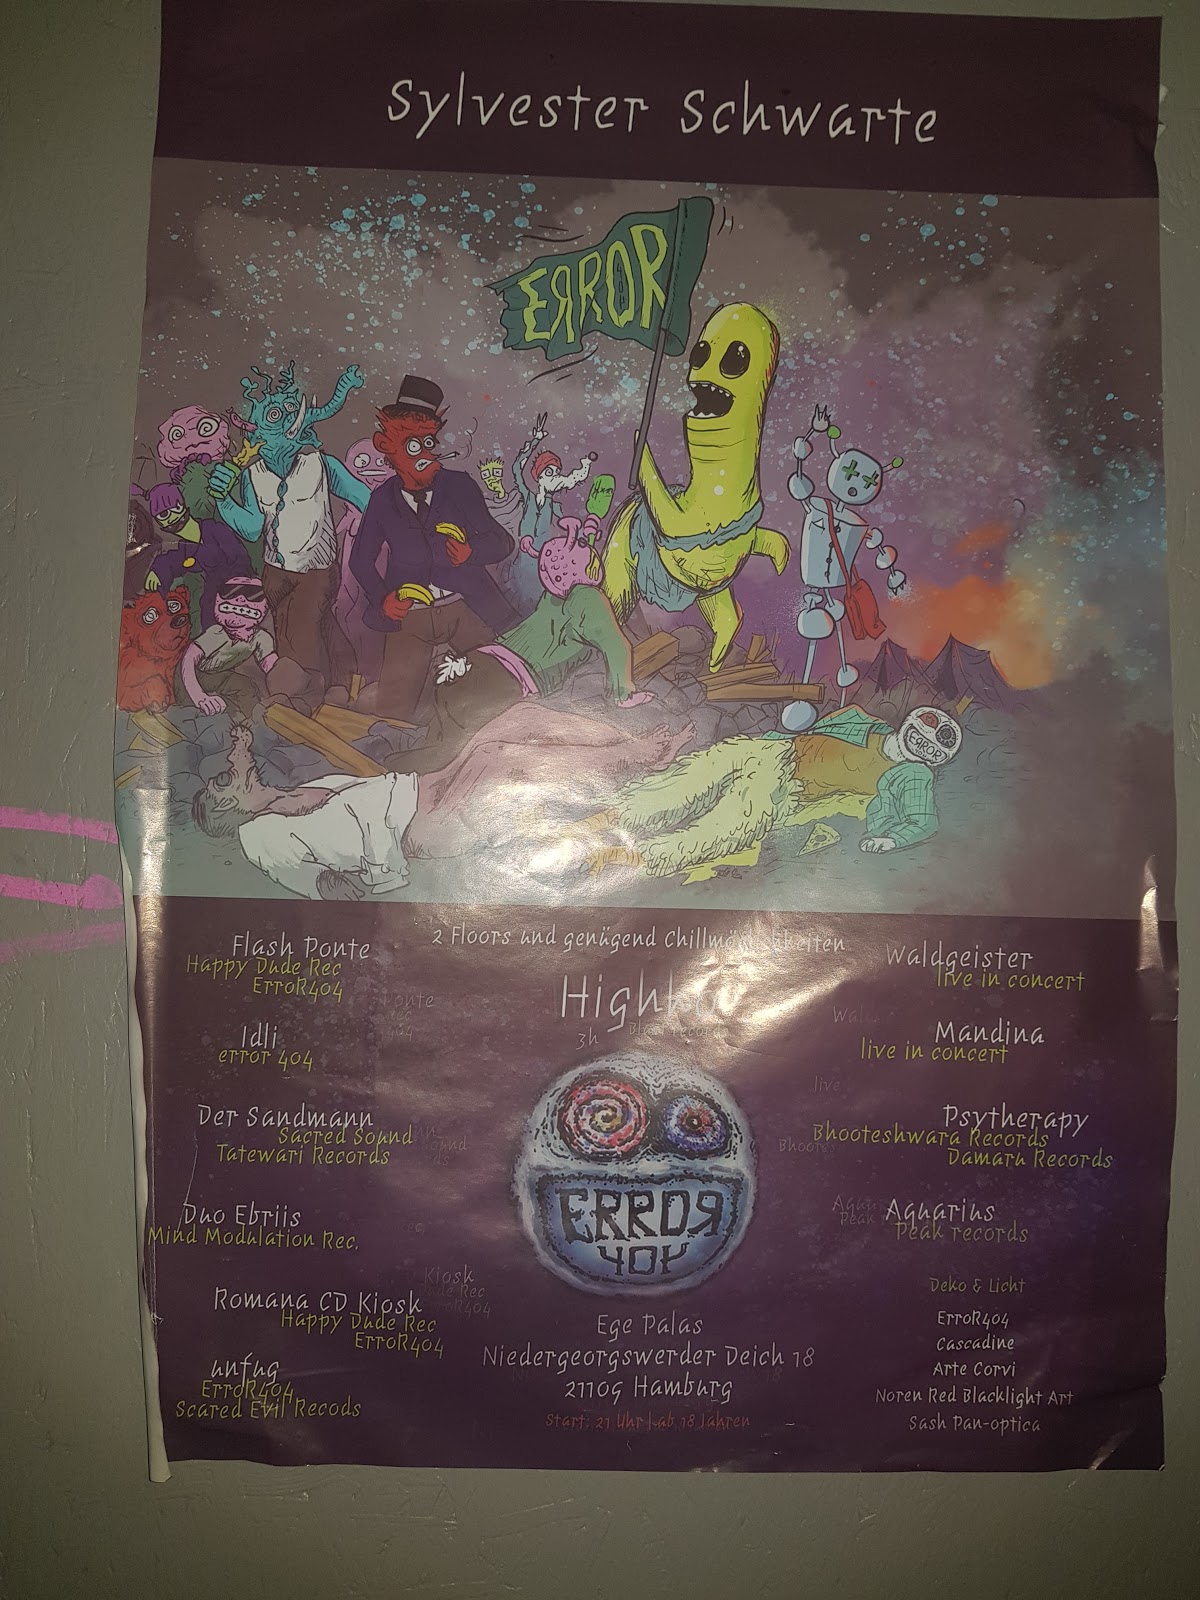 Sylvester Schwarte
ERROR
2 Floors und genügend
Flash Ponte
Happy Dude Rec
ErroR404
Idli
error 404
Der Sandmann
Sacred Sound
Tatewari Records
Duo Ebriis
Mind Modulation Rec.
Romana CD Kiosk
Happy Dude Rec
ErroR404
unfug
ErroR404
Scared Evil Recods
3h
ERROR
404
Ege Palas
Niedergeorgswerder Deich 18
21109 Hamburg
Start: 21 Uhr | ab 18 Jahren
Waldgeister
live in concert
Mandina
live in concert
Psytherapy
Bhooteshwara Records
Damaru Records
Aquarius
Peak records
Deko & Licht
ErroR404
Cascadine
Arte Corvi
Noren Red Blacklight Art
Sash Pan-optica